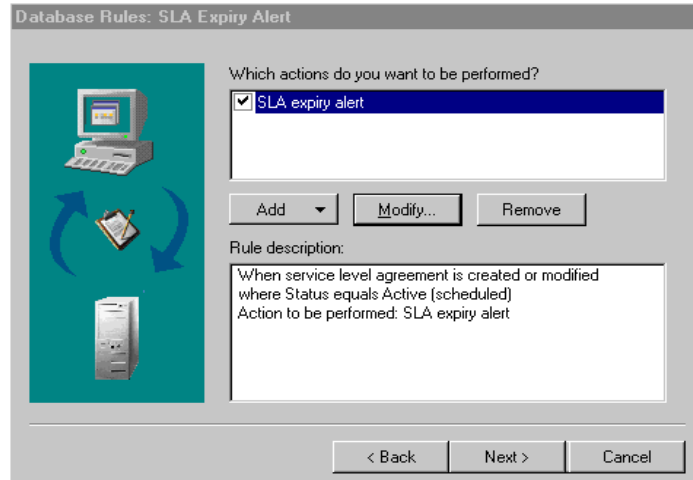 Database Rules: SLA Expiry Alert
Which actions do you want to be performed?
SLA expiry alert
Add Modify... Remove
Rule description:
When service level agreement is created or modified
where Status equals Active (scheduled)
Action to be performed: SLA expiry alert
< Back Next > Cancel